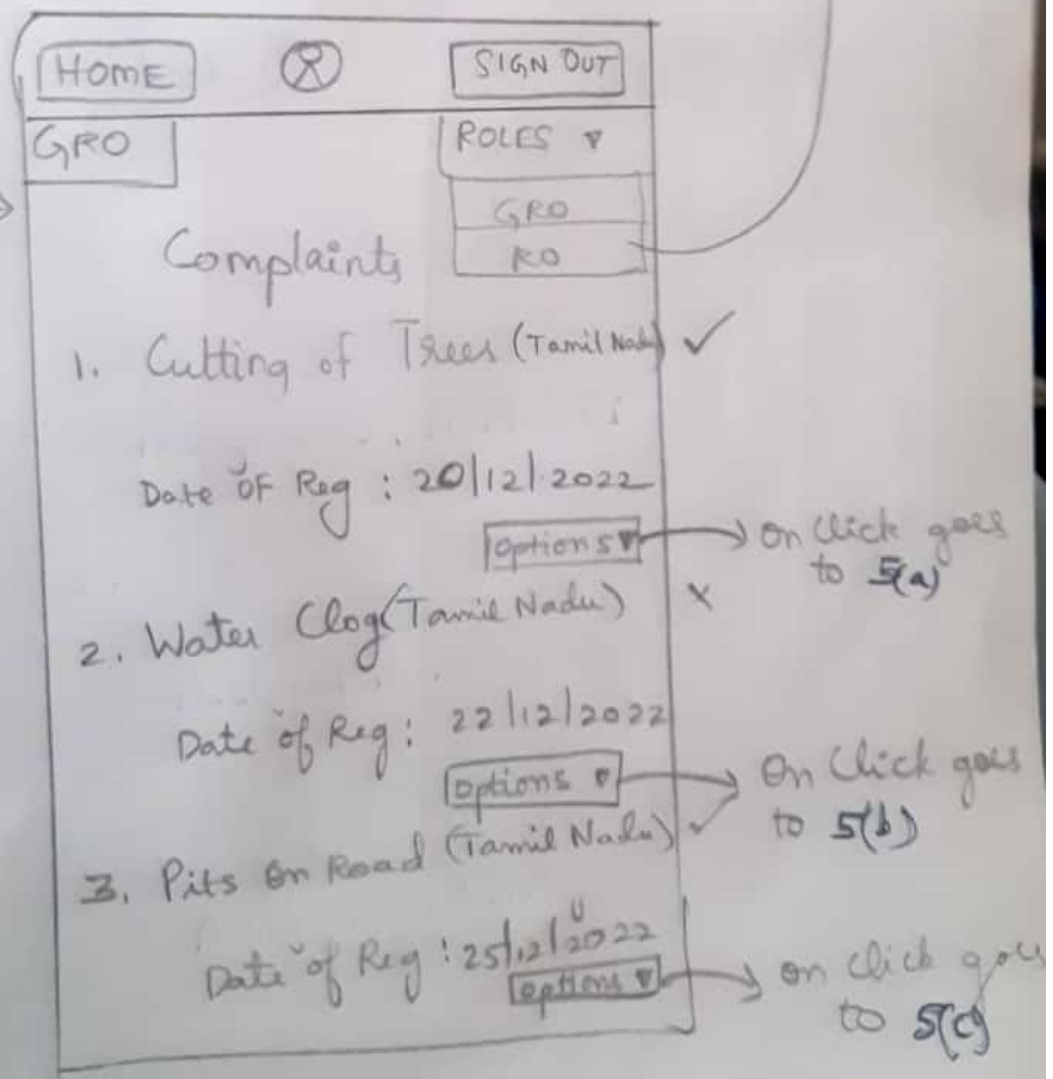 HOME SIGN OUT
GRO ROLES ▾
GRO
RO
Complaints
1. Cutting of Trees (Tamil Nadu) ✓
Date OF Reg : 20/12/2022
Options ▾ On Click goes
to 5(a)
2. Water Clog (Tamil Nadu) ×
Date of Reg : 22/12/2022
Options ▾ On Click goes
to 5(b)
3. Pits On Road (Tamil Nadu) ✓
Date of Reg : 25/12/2022
Options ▾ On Click goes
to 5(c)